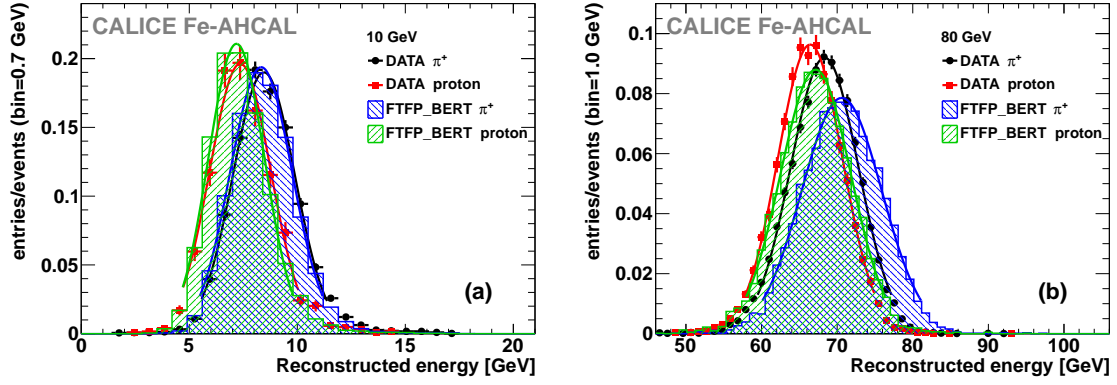 CALICE Fe-AHCAL
10 GeV
DATA π+
DATA proton
FTFP_BERT π+
FTFP_BERT proton
entries/events (bin=0.7 GeV)
0.2
0.15
0.1
0.05
0
(a)
0 5 10 15 20
Reconstructed energy [GeV]
CALICE Fe-AHCAL
80 GeV
DATA π+
DATA proton
FTFP_BERT π+
FTFP_BERT proton
entries/events (bin=1.0 GeV)
0.1
0.08
0.06
0.04
0.02
0
(b)
50 60 70 80 90 100
Reconstructed energy [GeV]